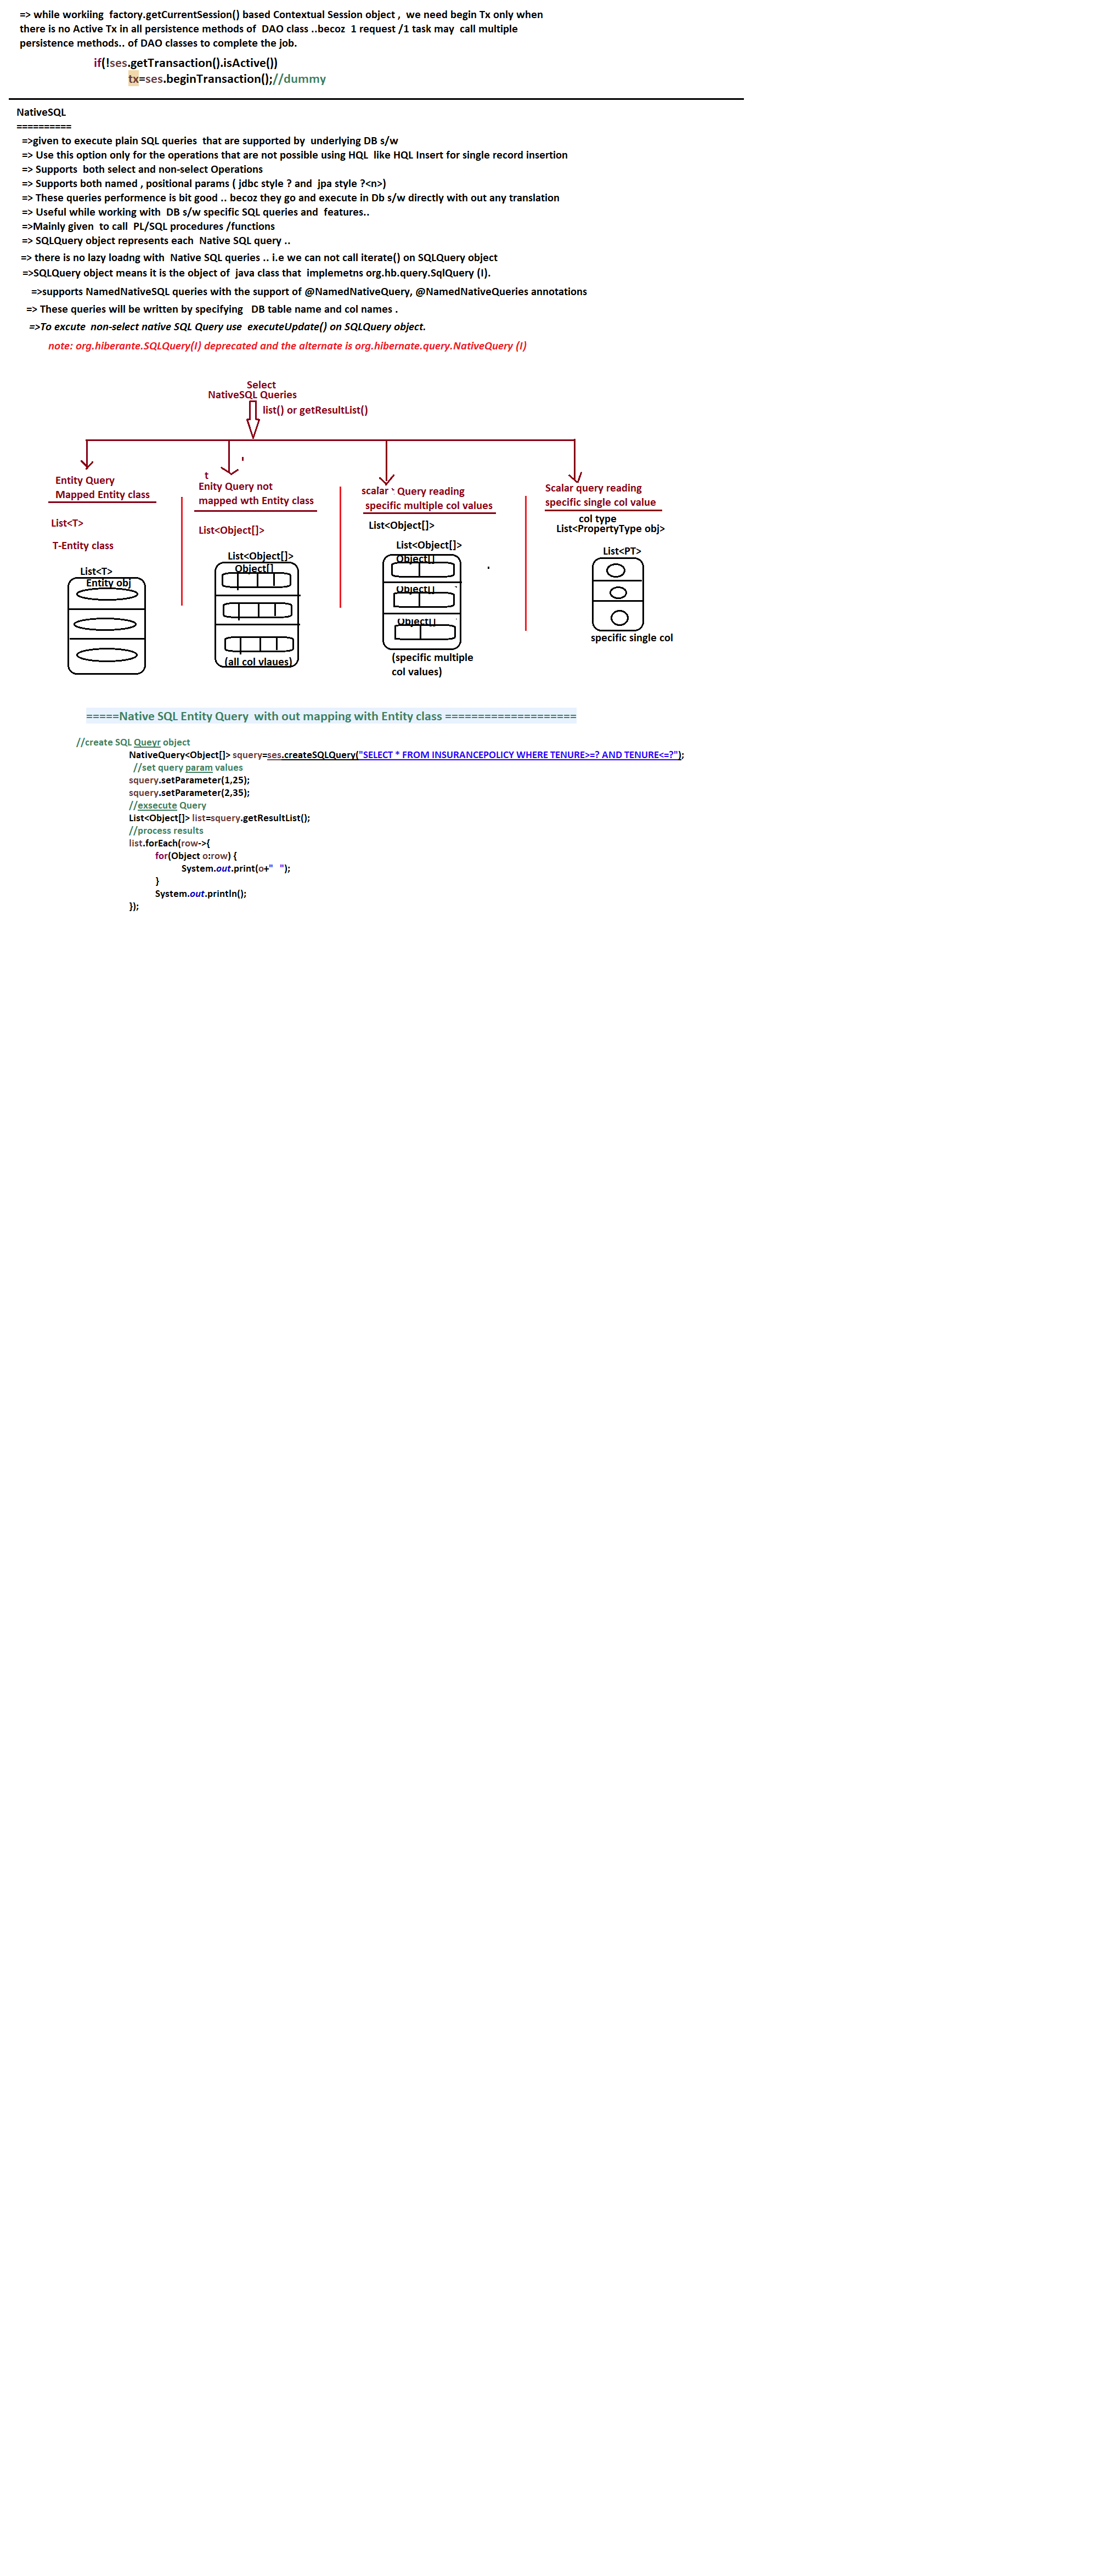 => while workiing  factory.getCurrentSession() based Contextual Session object ,  we need begin Tx only when
there is no Active Tx in all persistence methods of  DAO class ..becoz  1 request /1 task may  call multiple
persistence methods.. of DAO classes to complete the job.
if(!ses.getTransaction().isActive())
tx=ses.beginTransaction();//dummy
NativeSQL
==========
=>given to execute plain SQL queries  that are supported by  underlying DB s/w
=> Use this option only for the operations that are not possible using HQL  like HQL Insert for single record insertion
=> Supports  both select and non-select Operations
=> Supports both named , positional params ( jdbc style ? and  jpa style ?<n>)
=> These queries performence is bit good .. becoz they go and execute in Db s/w directly with out any translation
=> Useful while working with  DB s/w specific SQL queries and  features..
=>Mainly given  to call  PL/SQL procedures /functions
=> SQLQuery object represents each  Native SQL query ..
=> there is no lazy loadng with  Native SQL queries .. i.e we can not call iterate() on SQLQuery object
=>SQLQuery object means it is the object of  java class that  implemetns org.hb.query.SqlQuery (I).
=>supports NamedNativeSQL queries with the support of @NamedNativeQuery, @NamedNativeQueries annotations
=> These queries will be written by specifying   DB table name and col names .
=>To excute  non-select native SQL Query use  executeUpdate() on SQLQuery object.
note: org.hiberante.SQLQuery(I) deprecated and the alternate is org.hibernate.query.NativeQuery (I)
Select
NativeSQL Queries
list() or getResultList()
Entity Query
Mapped Entity class
List<T>
T-Entity class
List<T>
Entity obj
t
Enity Query not
mapped wth Entity class
List<Object[]>
List<Object[]>
Object[]
(all col vlaues)
scalar ` Query reading
specific multiple col values
List<Object[]>
List<Object[]>
Object[]
Object[]
Object[]
(specific multiple
col values)
Scalar query reading
specific single col value
col type
List<PropertyType obj>
List<PT>
specific single col
=====Native SQL Entity Query  with out mapping with Entity class ====================
//create SQL Queyr object
NativeQuery<Object[]> squery=ses.createSQLQuery("SELECT * FROM INSURANCEPOLICY WHERE TENURE>=? AND TENURE<=?");
//set query param values
squery.setParameter(1,25);
squery.setParameter(2,35);
//exsecute Query
List<Object[]> list=squery.getResultList();
//process results
list.forEach(row->{
for(Object o:row) {
System.out.print(o+"   ");
}
System.out.println();
});